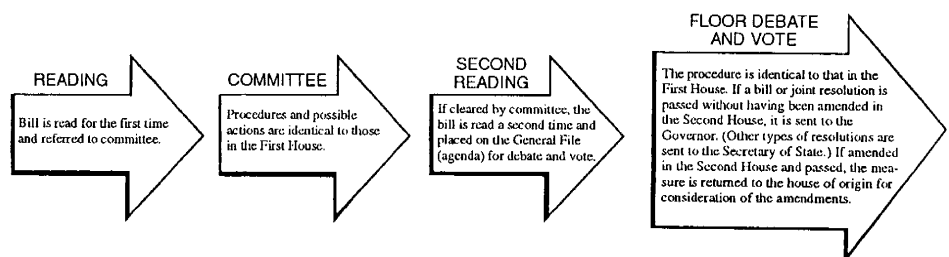 READING
Bill is read for the first time
and referred to committee.
COMMITTEE
Procedures and possible
actions are identical to those
in the First House.
SECOND
READING
If cleared by committee, the
bill is read a second time and
placed on the General File
(agenda) for debate and vote.
FLOOR DEBATE
AND VOTE
The procedure is identical to that in the
First House. If a bill or joint resolution is
passed without having been amended in
the Second House, it is sent to the
Governor. (Other types of resolutions are
sent to the Secretary of State.) If amended
in the Second House and passed, the mea-
sure is returned to the house of origin for
consideration of the amendments.